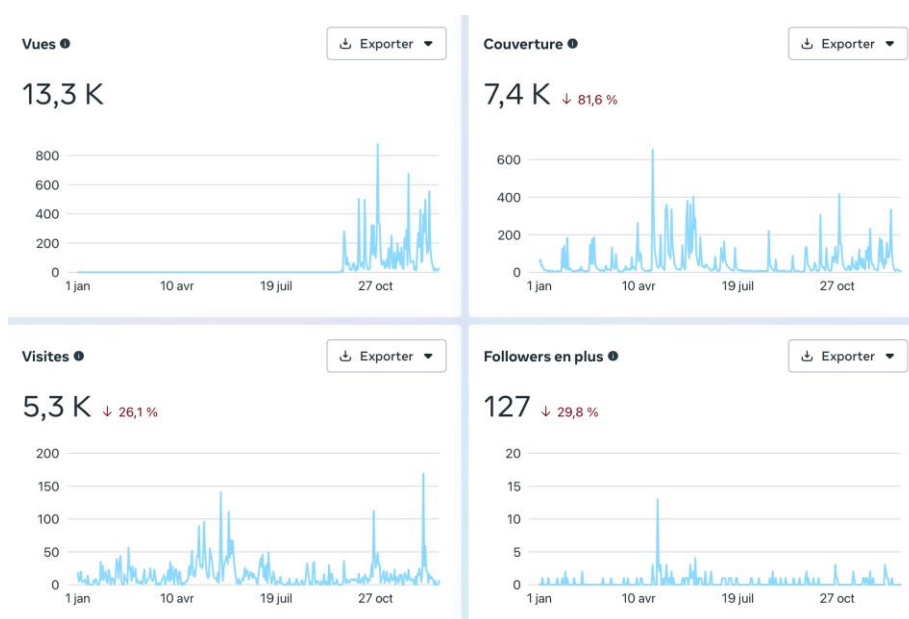 Vues
Exporter
13,3 K
800
600
400
200
0
1 jan 10 avr 19 juil 27 oct
Couverture
Exporter
7,4 K ↓ 81,6 %
600
400
200
0
1 jan 10 avr 19 juil 27 oct
Visites
Exporter
5,3 K ↓ 26,1 %
200
150
100
50
0
1 jan 10 avr 19 juil 27 oct
Followers en plus
Exporter
127 ↓ 29,8 %
20
15
10
5
0
1 jan 10 avr 19 juil 27 oct